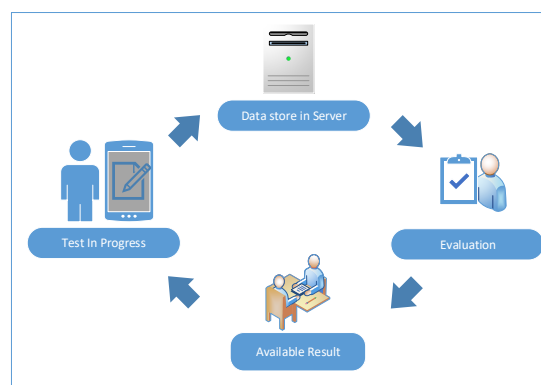 Data store in Server
Test In Progress
Evaluation
Available Result